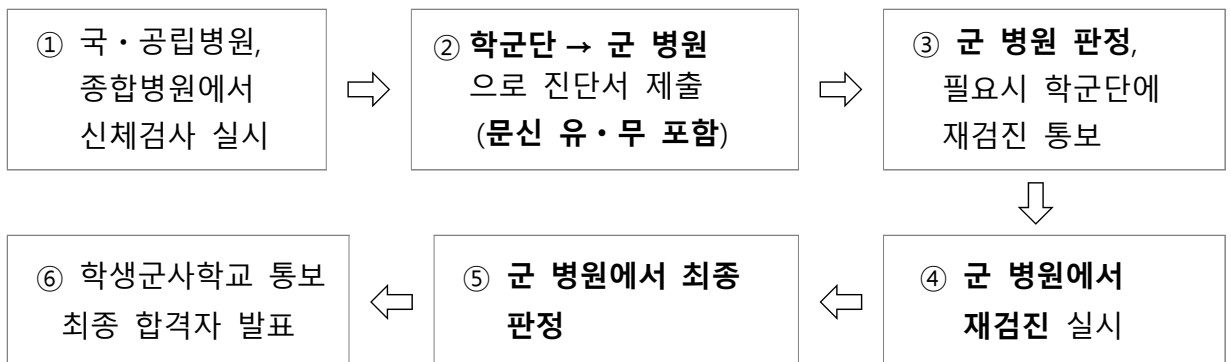 ① 국・공립병원,
종합병원에서
신체검사 실시
② 학군단 → 군 병원
으로 진단서 제출
(문신 유・무 포함)
③ 군 병원 판정,
필요시 학군단에
재검진 통보
④ 군 병원에서
재검진 실시
⑤ 군 병원에서 최종
판정
⑥ 학생군사학교 통보
최종 합격자 발표